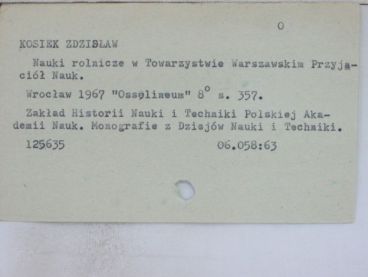 O
KOSIEK ZDZISŁAW
Nauki rolnicze w Towarzystwie Warszawskim Przyja-
ciół Nauk.
Wrocław 1967 "Ossolineum" 8° s. 357.
Zakład Historii Nauki i Techniki Polskiej Aka-
demii Nauk. Monografie z Dziejów Nauki i Techniki.
125635 06.058:63